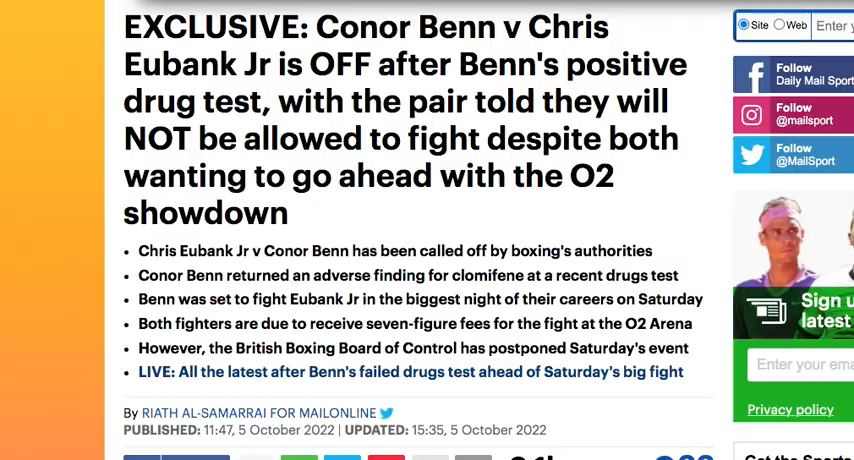 EXCLUSIVE: Conor Benn v Chris
Eubank Jr is OFF after Benn's positive
drug test, with the pair told they will
NOT be allowed to fight despite both
wanting to go ahead with the O2
showdown
• Chris Eubank Jr v Conor Benn has been called off by boxing's authorities
• Conor Benn returned an adverse finding for clomifene at a recent drugs test
• Benn was set to fight Eubank Jr in the biggest night of their careers on Saturday
• Both fighters are due to receive seven-figure fees for the fight at the O2 Arena
• However, the British Boxing Board of Control has postponed Saturday's event
• LIVE: All the latest after Benn's failed drugs test ahead of Saturday's big fight
By RIATH AL-SAMARRAI FOR MAILONLINE
PUBLISHED: 11:47, 5 October 2022 | UPDATED: 15:35, 5 October 2022
Site Web Enter
Follow
Daily Mail Sport
Follow
@mailsport
Follow
@MailSport
Sign
latest
Enter your
Privacy policy